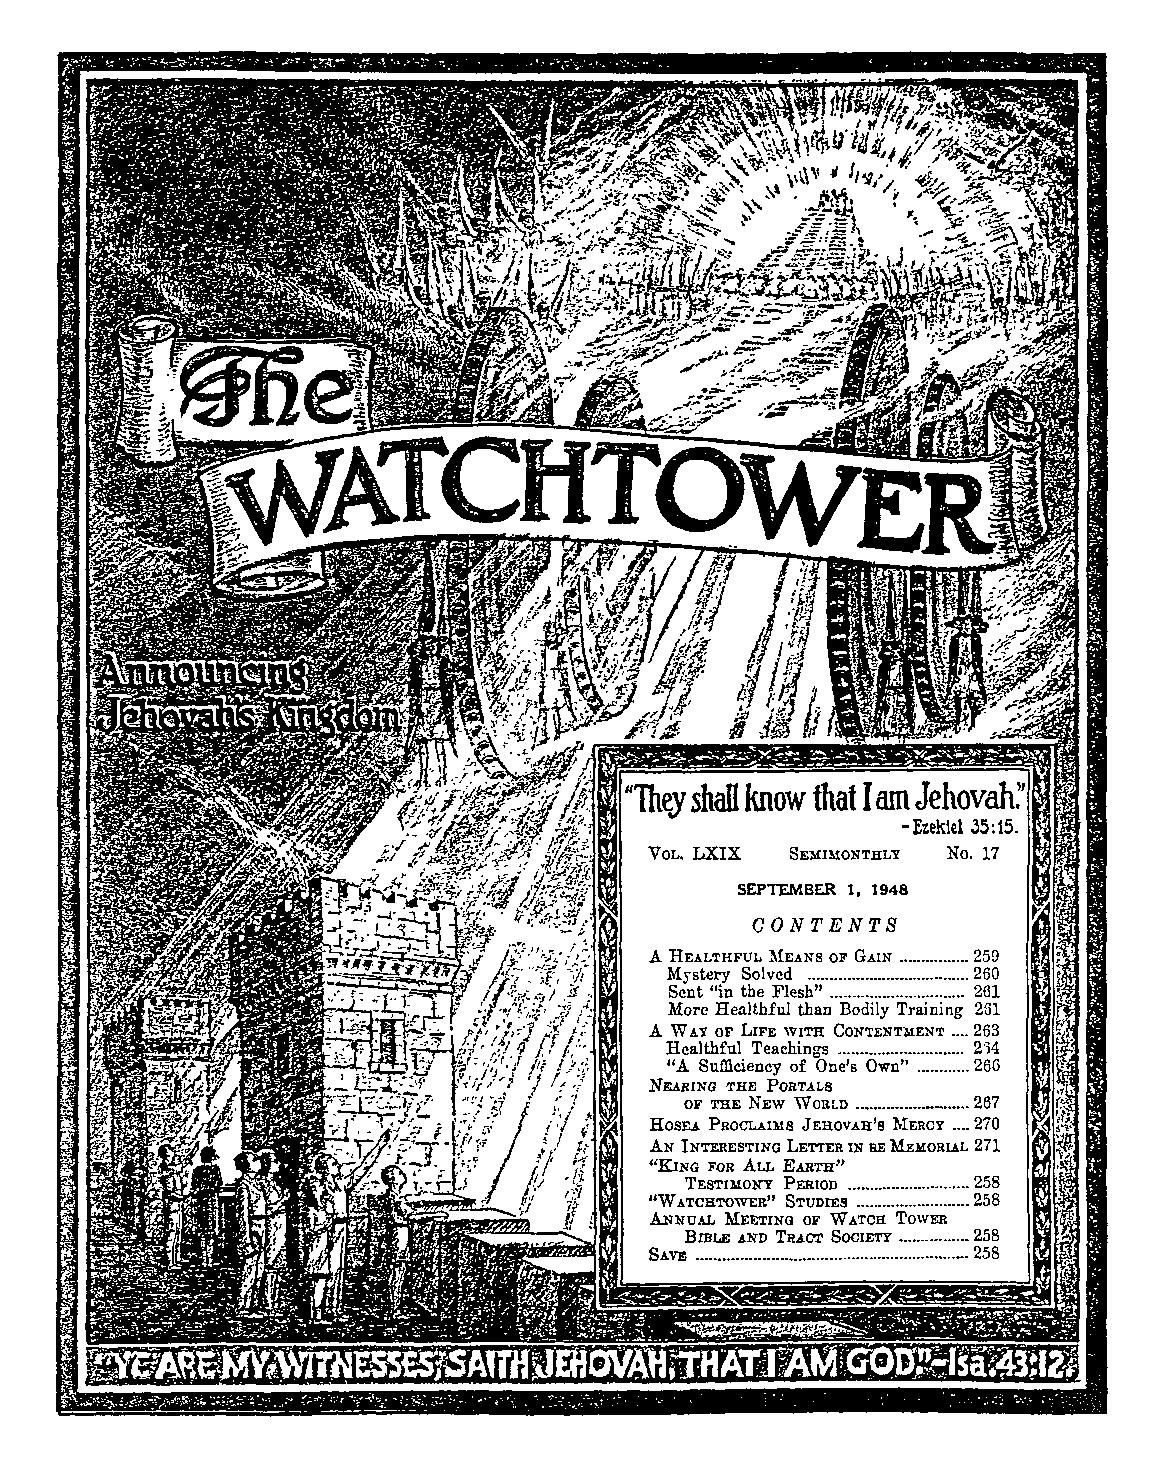 The
WATCHTOWER
Announcing
Jehovah's Kingdom
"They shall know that I am Jehovah."
-Ezekiel 35:15.
VOL. LXIX SEMIMONTHLY No. 17
SEPTEMBER 1, 1948
CONTENTS
A HEALTHFUL MEANS OF GAIN ............... 259
Mystery Solved ................................... 260
Sent "in the Flesh" ............................. 261
More Healthful than Bodily Training 261
A WAY OF LIFE WITH CONTENTMENT .... 263
Healthful Teachings ........................... 264
"A Sufficiency of One's Own" ........... 266
NEARING THE PORTALS
OF THE NEW WORLD ......................... 267
HOSEA PROCLAIMS JEHOVAH'S MERCY .... 270
AN INTERESTING LETTER IN RE MEMORIAL 271
"KING FOR ALL EARTH"
TESTIMONY PERIOD ........................... 258
"WATCHTOWER" STUDIES ......................... 258
ANNUAL MEETING OF WATCH TOWER
BIBLE AND TRACT SOCIETY ............... 258
SAVE ............................................................ 258
"YE ARE MY WITNESSES, SAITH JEHOVAH, THAT I AM GOD."-Isa. 43:12.